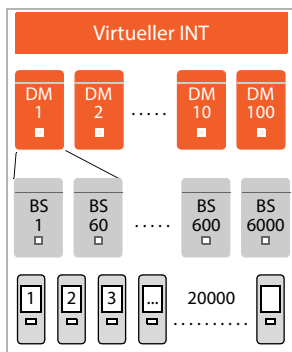 Virtueller INT
DM 1
DM 2
.....
DM 10
DM 100
BS 1
BS 60
.....
BS 600
BS 6000
1
2
3
...
20000
..........